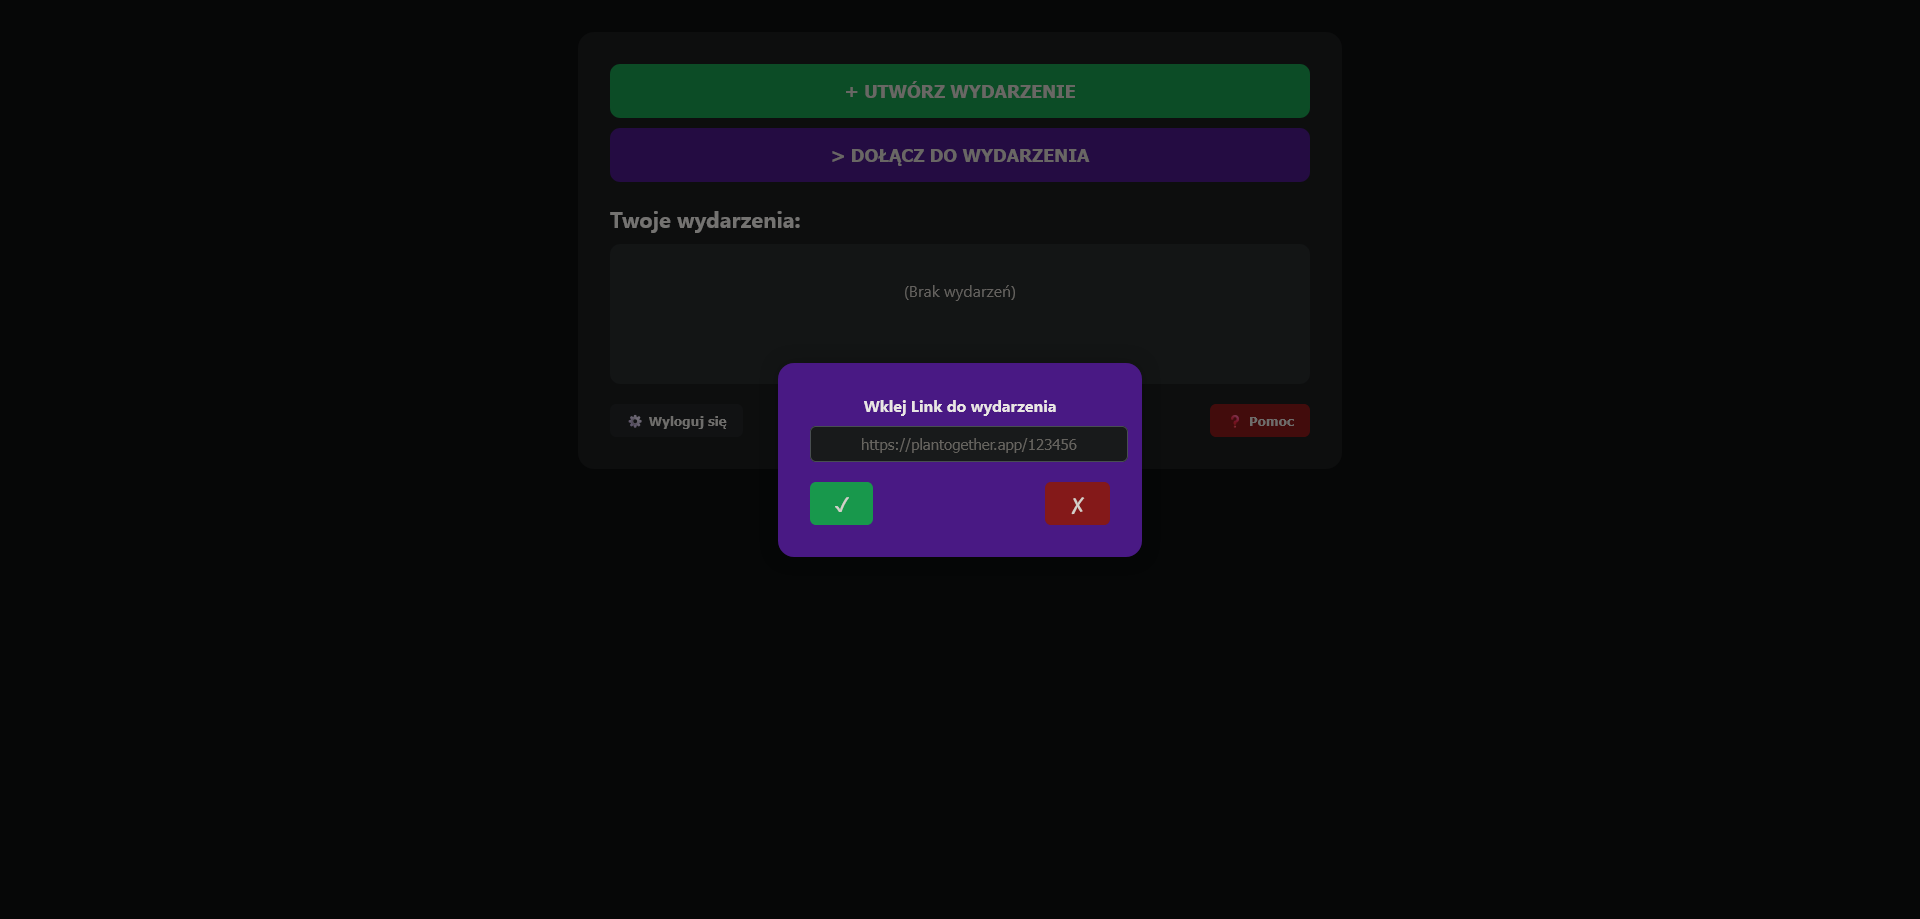 + UTWÓRZ WYDARZENIE
> DOŁĄCZ DO WYDARZENIA
Twoje wydarzenia:
(Brak wydarzeń)
Wklej Link do wydarzenia
https://plantogether.app/123456
✓ ✗
⚙ Wyloguj się
❓ Pomoc